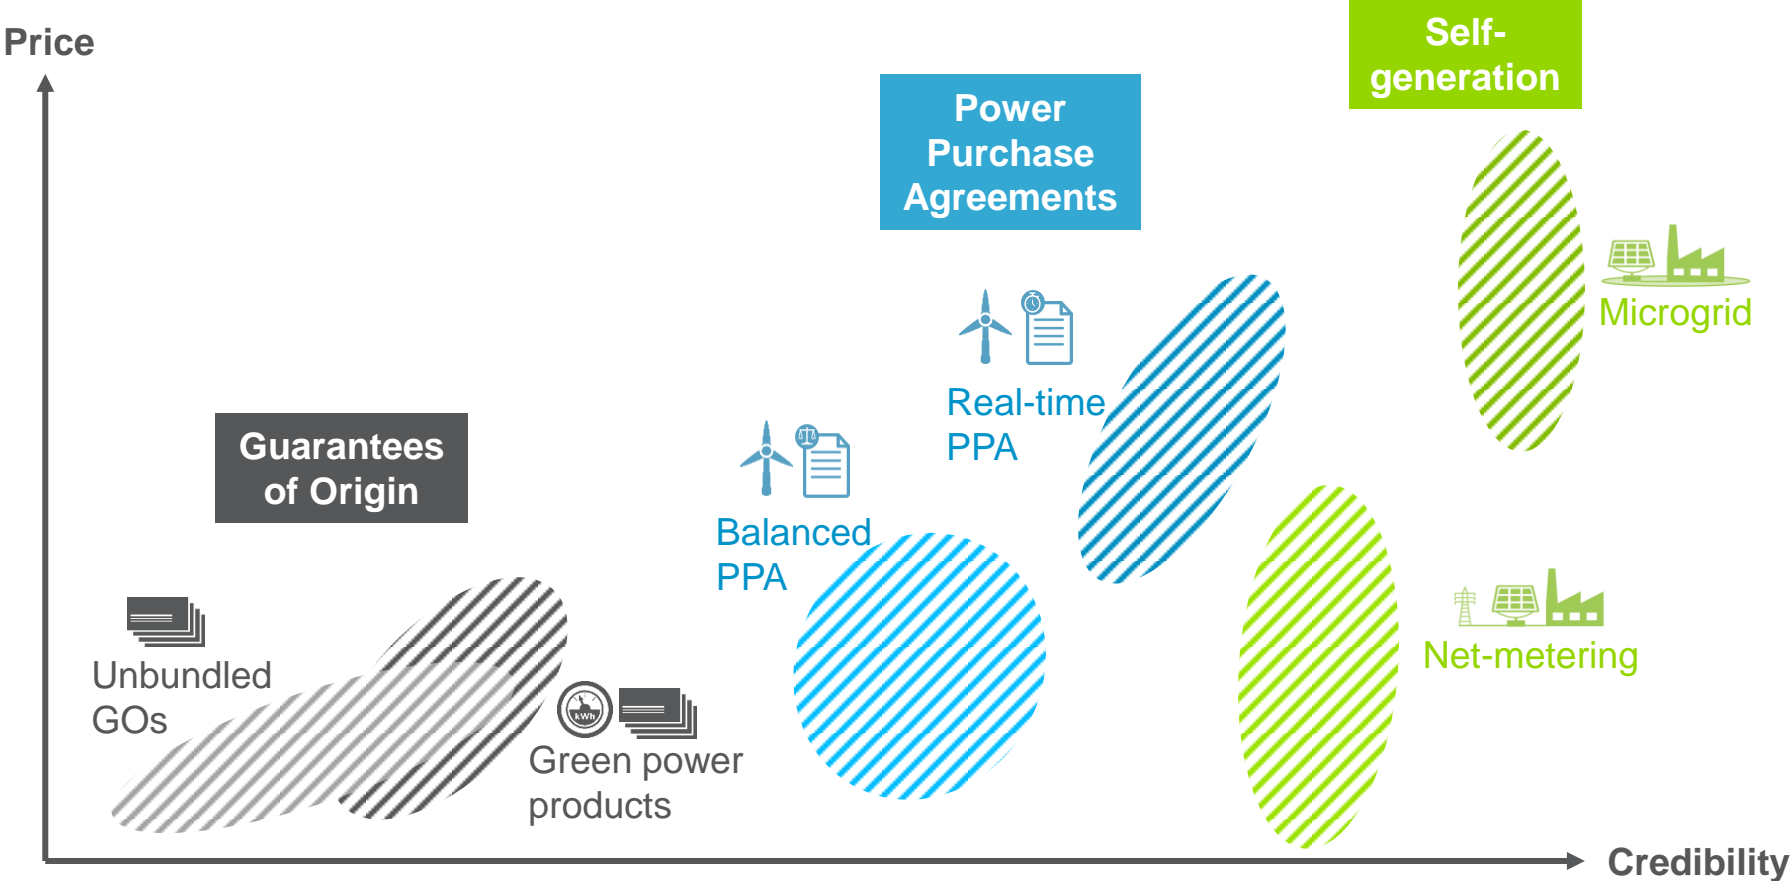 Price
Self-
generation
Power
Purchase
Agreements
Microgrid
Real-time
PPA
Guarantees
of Origin
Balanced
PPA
Unbundled
GOs
Net-metering
kWh
Green power
products
Credibility